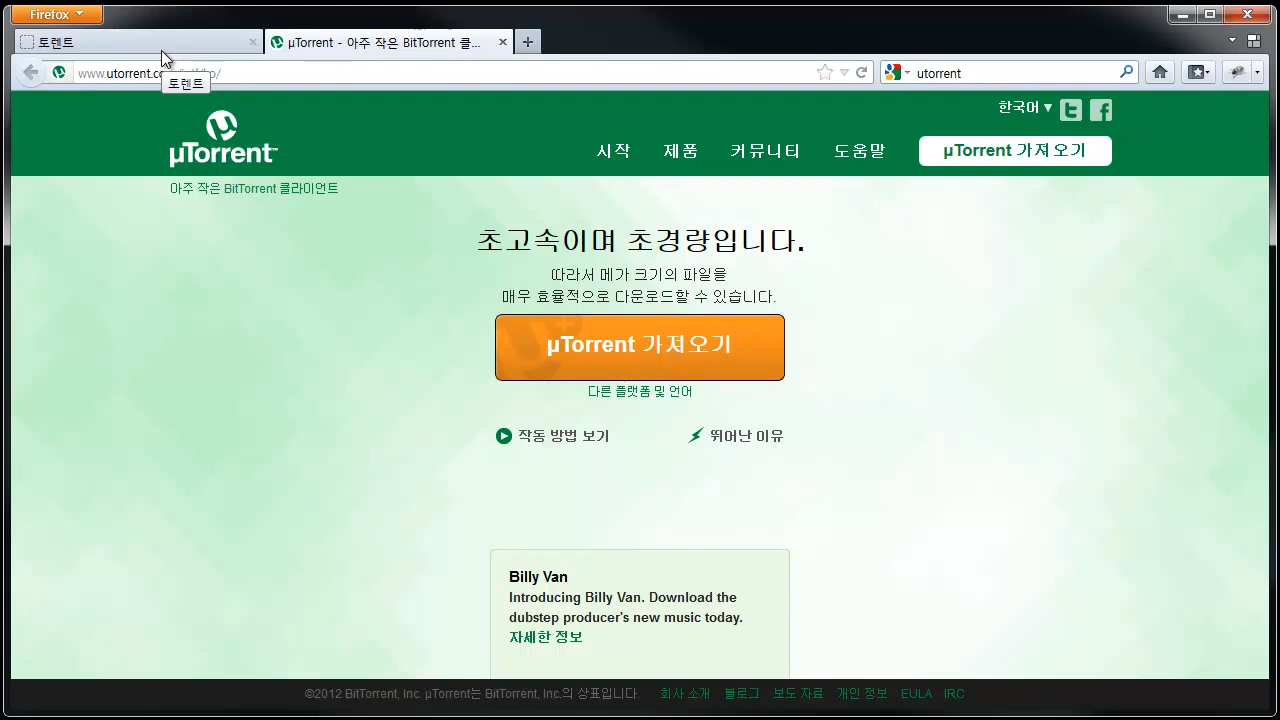 Firefox
토렌트
µTorrent - 아주 작은 BitTorrent 클...
www.utorrent.co
utorrent
토렌트
한국어
µTorrent
시작 제품 커뮤니티 도움말 µTorrent 가져오기
아주 작은 BitTorrent 클라이언트
초고속이며 초경량입니다.
따라서 메가 크기의 파일을
매우 효율적으로 다운로드할 수 있습니다.
µTorrent 가져오기
다른 플랫폼 및 언어
작동 방법 보기 뛰어난 이유
Billy Van
Introducing Billy Van. Download the
dubstep producer's new music today.
자세한 정보
©2012 BitTorrent, Inc. µTorrent는 BitTorrent, Inc.의 상표입니다. 회사 소개 블로그 보도 자료 개인 정보 EULA IRC